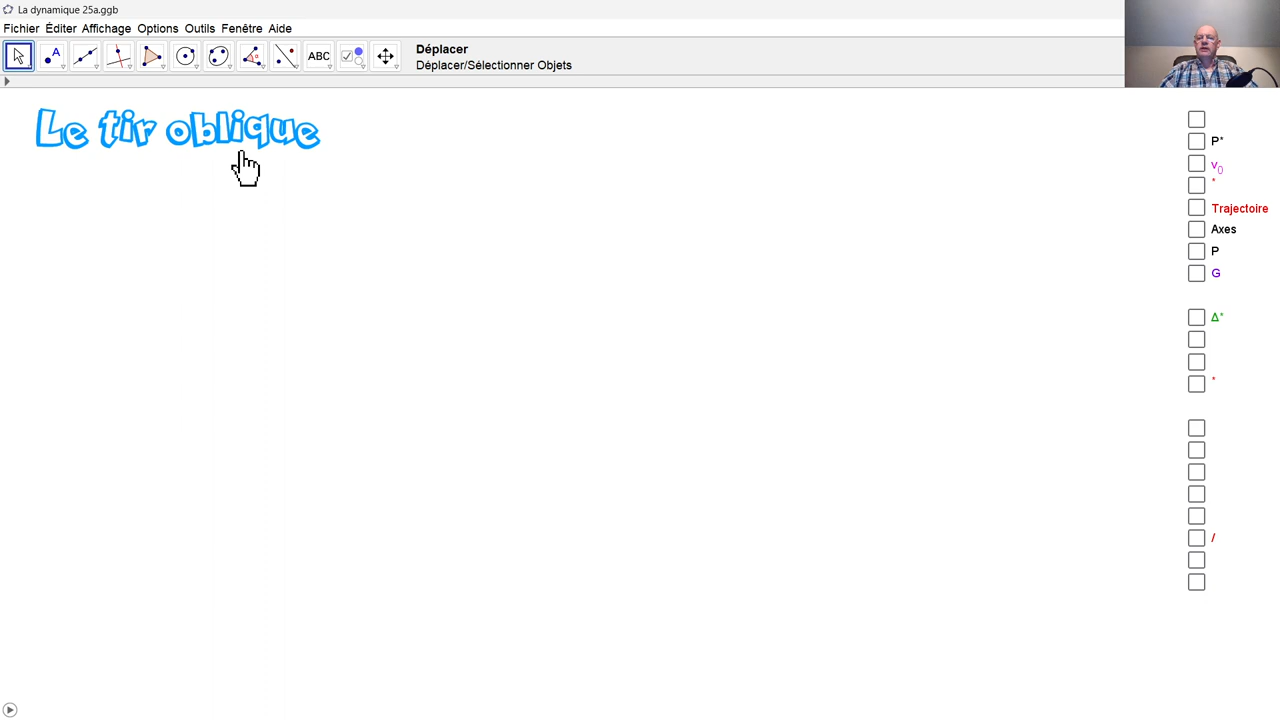 La dynamique 25a.ggb
Fichier Éditer Affichage Options Outils Fenêtre Aide
A
ABC
Déplacer
Déplacer/Sélectionner Objets
Le tir oblique
P*
v0
*
Trajectoire
Axes
P
G
Δ*
*
/